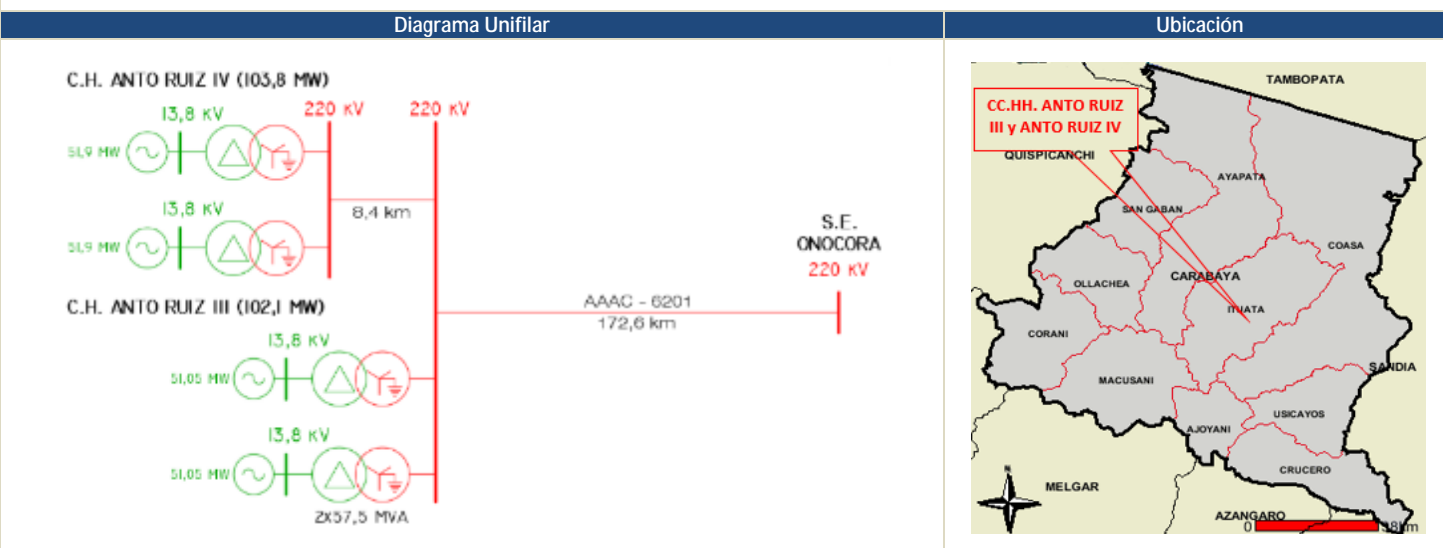 Diagrama Unifilar
C.H. ANTO RUIZ IV (103,8 MW)
13,8 KV
220 KV
220 KV
51,9 MW
8,4 km
13,8 KV
51,9 MW
S.E.
ONOCORA
220 KV
C.H. ANTO RUIZ III (102,1 MW)
AAAC - 6201
172,6 km
13,8 KV
51,05 MW
13,8 KV
51,05 MW
2X57,5 MVA
Ubicación
TAMBOPATA
CC.HH. ANTO RUIZ
III y ANTO RUIZ IV
QUISPICANCHI
AYAPATA
SAN GABAN
COASA
CARABAYA
OLLACHEA
ITUATA
CORANI
SANDIA
MACUSANI
USICAYOS
AJOYANI
CRUCERO
N
MELGAR
AZANGARO
0
38km